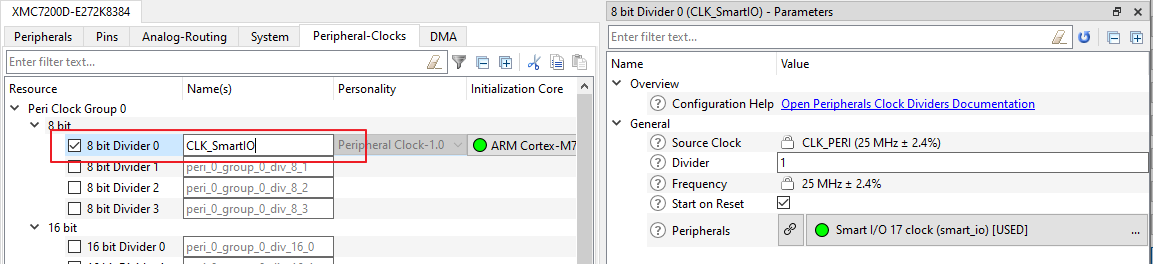 XMC7200D-E272K8384
Peripherals Pins Analog-Routing System Peripheral-Clocks DMA
Enter filter text...
Resource Name(s) Personality Initialization Core
Peri Clock Group 0
8 bit
8 bit Divider 0 CLK_SmartIO Peripheral Clock-1.0 ARM Cortex-M7
8 bit Divider 1 peri_0_group_0_div_8_1
8 bit Divider 2 peri_0_group_0_div_8_2
8 bit Divider 3 peri_0_group_0_div_8_3
16 bit
16 bit Divider 0 peri_0_group_0_div_16_0
8 bit Divider 0 (CLK_SmartIO) - Parameters
Enter filter text...
Name Value
Overview
Configuration Help Open Peripherals Clock Dividers Documentation
General
Source Clock CLK_PERI (25 MHz ± 2.4%)
Divider 1
Frequency 25 MHz ± 2.4%
Start on Reset
Peripherals Smart I/O 17 clock (smart_io) [USED] ...